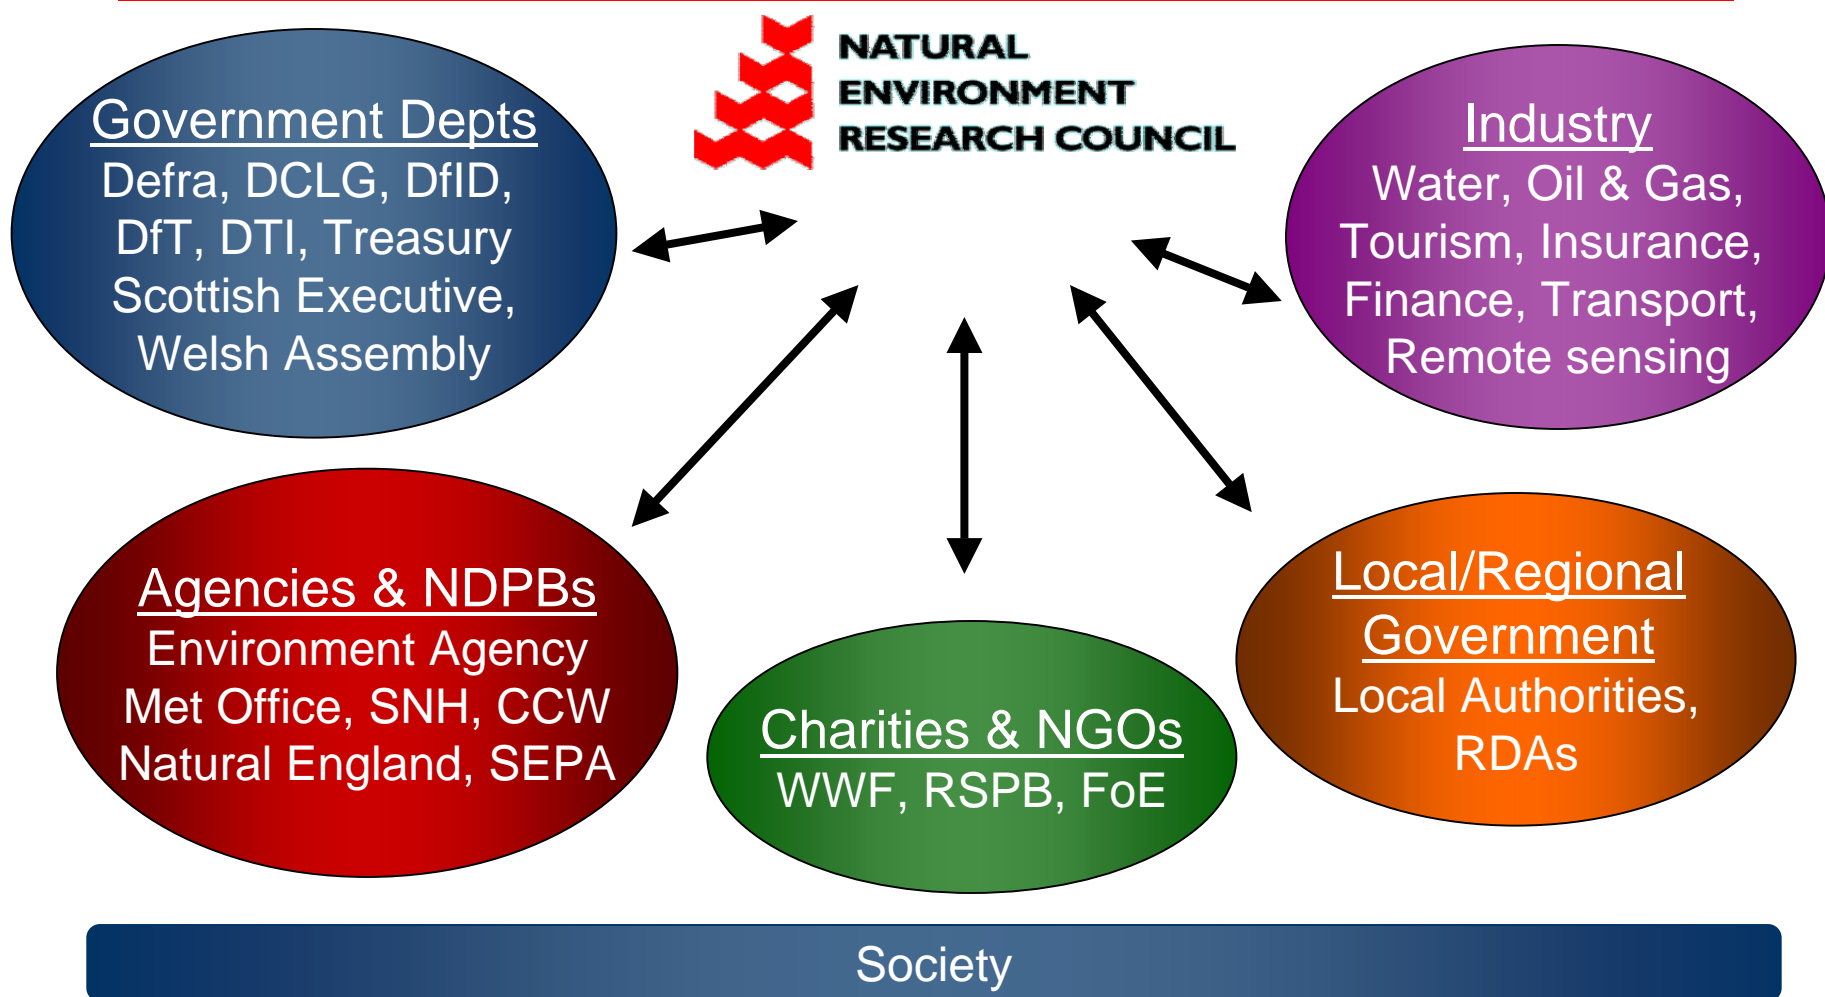 NATURAL
ENVIRONMENT
RESEARCH COUNCIL
Government Depts
Defra, DCLG, DfID,
DfT, DTI, Treasury
Scottish Executive,
Welsh Assembly
Industry
Water, Oil & Gas,
Tourism, Insurance,
Finance, Transport,
Remote sensing
Agencies & NDPBs
Environment Agency
Met Office, SNH, CCW
Natural England, SEPA
Charities & NGOs
WWF, RSPB, FoE
Local/Regional
Government
Local Authorities,
RDAs
Society